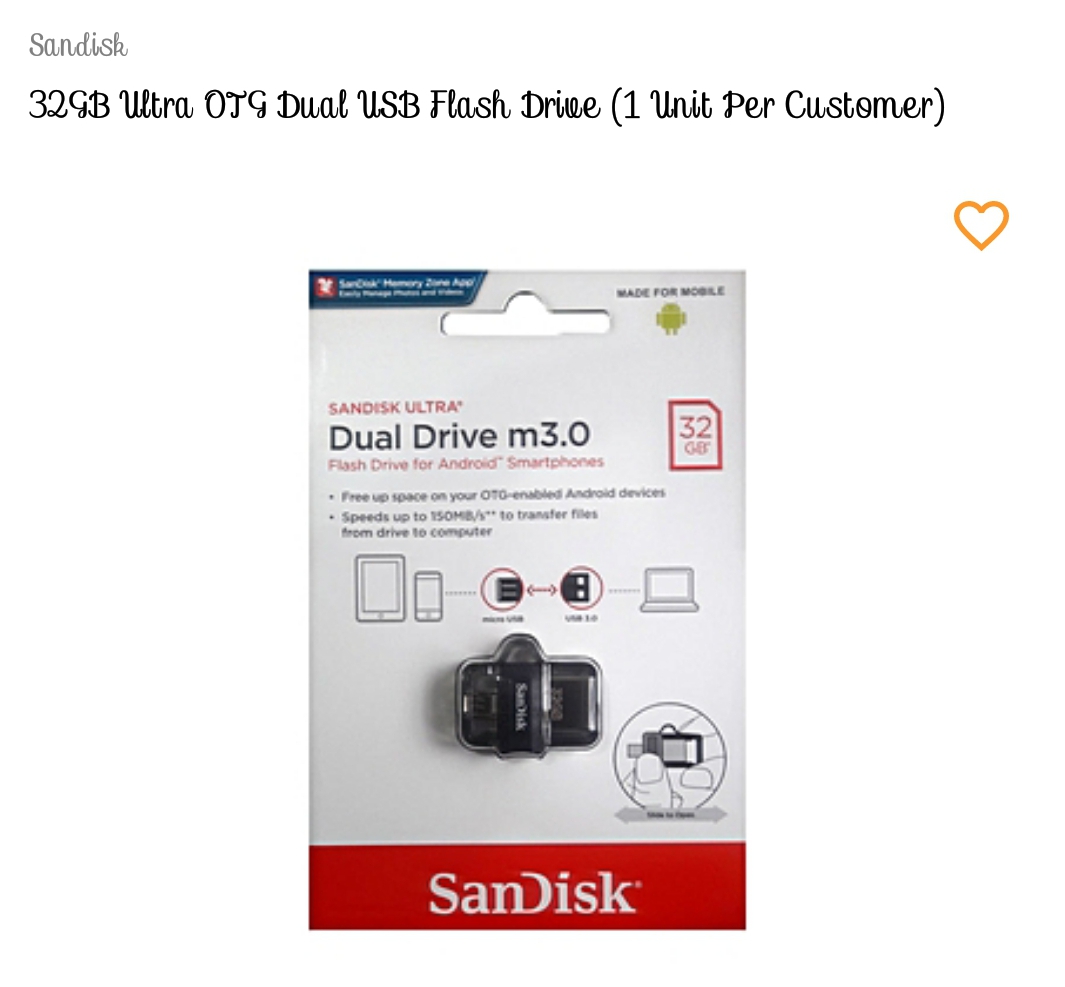 Sandisk
32GB Ultra OTG Dual USB Flash Drive (1 Unit Per Customer)
SanDisk® Memory Zone App
Easily Manage Photos and Videos
MADE FOR MOBILE
SANDISK ULTRA®
Dual Drive m3.0
Flash Drive for Android™ Smartphones
32
GB*
• Free up space on your OTG-enabled Android devices
• Speeds up to 150MB/s** to transfer files
from drive to computer
micro USB
USB 3.0
SanDisk
32GB
Slide to Open
SanDisk®